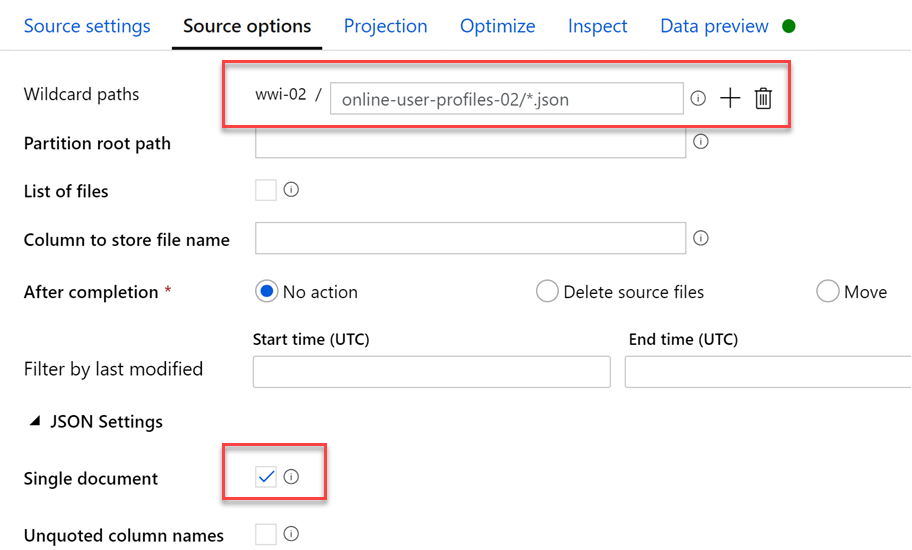 Source settings Source options Projection Optimize Inspect Data preview
Wildcard paths wwi-02 / online-user-profiles-02/*.json
Partition root path
List of files
Column to store file name
After completion * No action Delete source files Move
Start time (UTC) End time (UTC)
Filter by last modified
JSON Settings
Single document
Unquoted column names